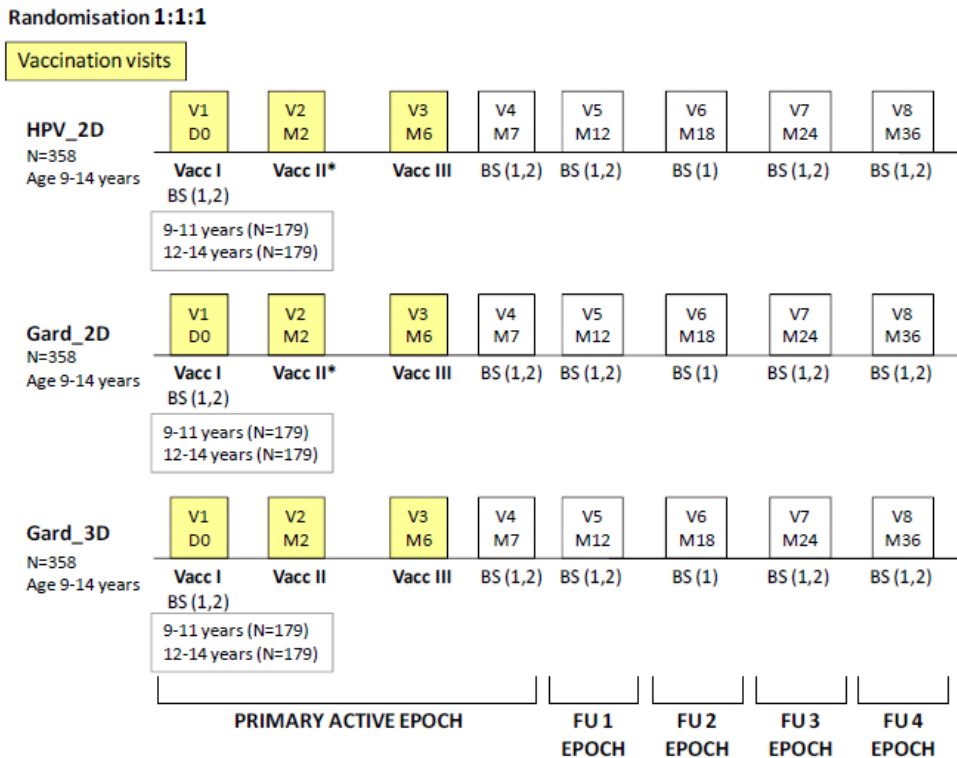 Randomisation 1:1:1
Vaccination visits
HPV_2D
N=358
Age 9-14 years
V1 V2 V3 V4 V5 V6 V7 V8
D0 M2 M6 M7 M12 M18 M24 M36
Vacc I Vacc II* Vacc III BS (1,2) BS (1,2) BS (1) BS (1,2) BS (1,2)
BS (1,2)
9-11 years (N=179)
12-14 years (N=179)
Gard_2D
N=358
Age 9-14 years
V1 V2 V3 V4 V5 V6 V7 V8
D0 M2 M6 M7 M12 M18 M24 M36
Vacc I Vacc II* Vacc III BS (1,2) BS (1,2) BS (1) BS (1,2) BS (1,2)
BS (1,2)
9-11 years (N=179)
12-14 years (N=179)
Gard_3D
N=358
Age 9-14 years
V1 V2 V3 V4 V5 V6 V7 V8
D0 M2 M6 M7 M12 M18 M24 M36
Vacc I Vacc II Vacc III BS (1,2) BS (1,2) BS (1) BS (1,2) BS (1,2)
BS (1,2)
9-11 years (N=179)
12-14 years (N=179)
PRIMARY ACTIVE EPOCH FU 1 FU 2 FU 3 FU 4
EPOCH EPOCH EPOCH EPOCH